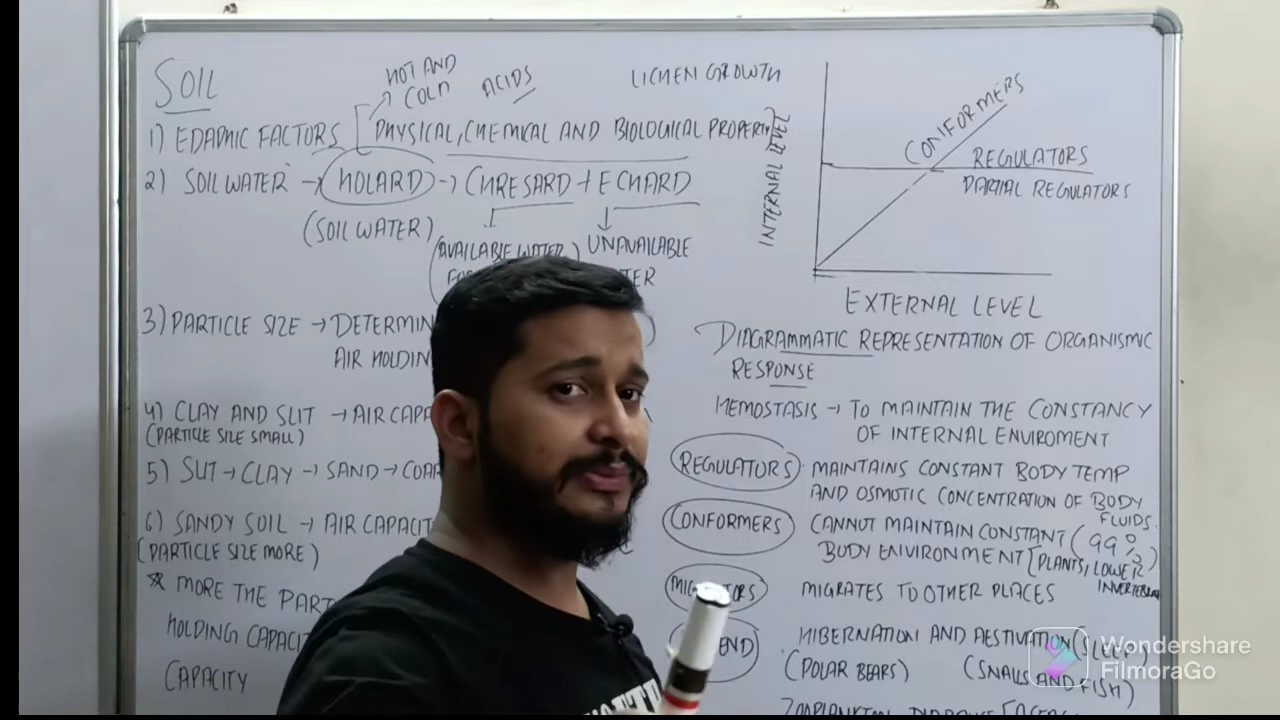 SOIL
HOT AND
COLD
ACIDS
1) EDAPHIC FACTORS [PHYSICAL, CHEMICAL AND BIOLOGICAL PROPERTY
2) SOIL WATER → HOLARD → CHRESARD + ECHARD
(SOIL WATER)
(AVAILABLE WATER
UNAVAILABLE
3) PARTICLE SIZE → DETERMIN
AIR HOLDIN
4) CLAY AND SLIT → AIR CAPA
(PARTICLE SIZE SMALL)
5) SLIT → CLAY → SAND → COA
6) SANDY SOIL → AIR CAPACIT
(PARTICLE SIZE MORE)
* MORE THE PART
HOLDING CAPACI
CAPACITY
LICHEN GROWTH
INTERNAL LEVEL
CONIFORMERS
REGULATORS
PARTIAL REGULATORS
EXTERNAL LEVEL
DIAGRAMMATIC REPRESENTATION OF ORGANISMIC
RESPONSE
HEMOSTASIS → TO MAINTAIN THE CONSTANCY
OF INTERNAL ENVIROMENT
REGULATORS MAINTAINS CONSTANT BODY TEMP
AND OSMOTIC CONCENTRATION OF BODY
FLUIDS.
CONFORMERS CANNOT MAINTAIN CONSTANT (99%)
BODY ENVIRONMENT [PLANTS, LOWER
MIGRATES TO OTHER PLACES
END HIBERNATION AND AESTIVATION (SLEEP)
(POLAR BEARS) (SNAILS AND FISH)
Wondershare
FilmoraGo